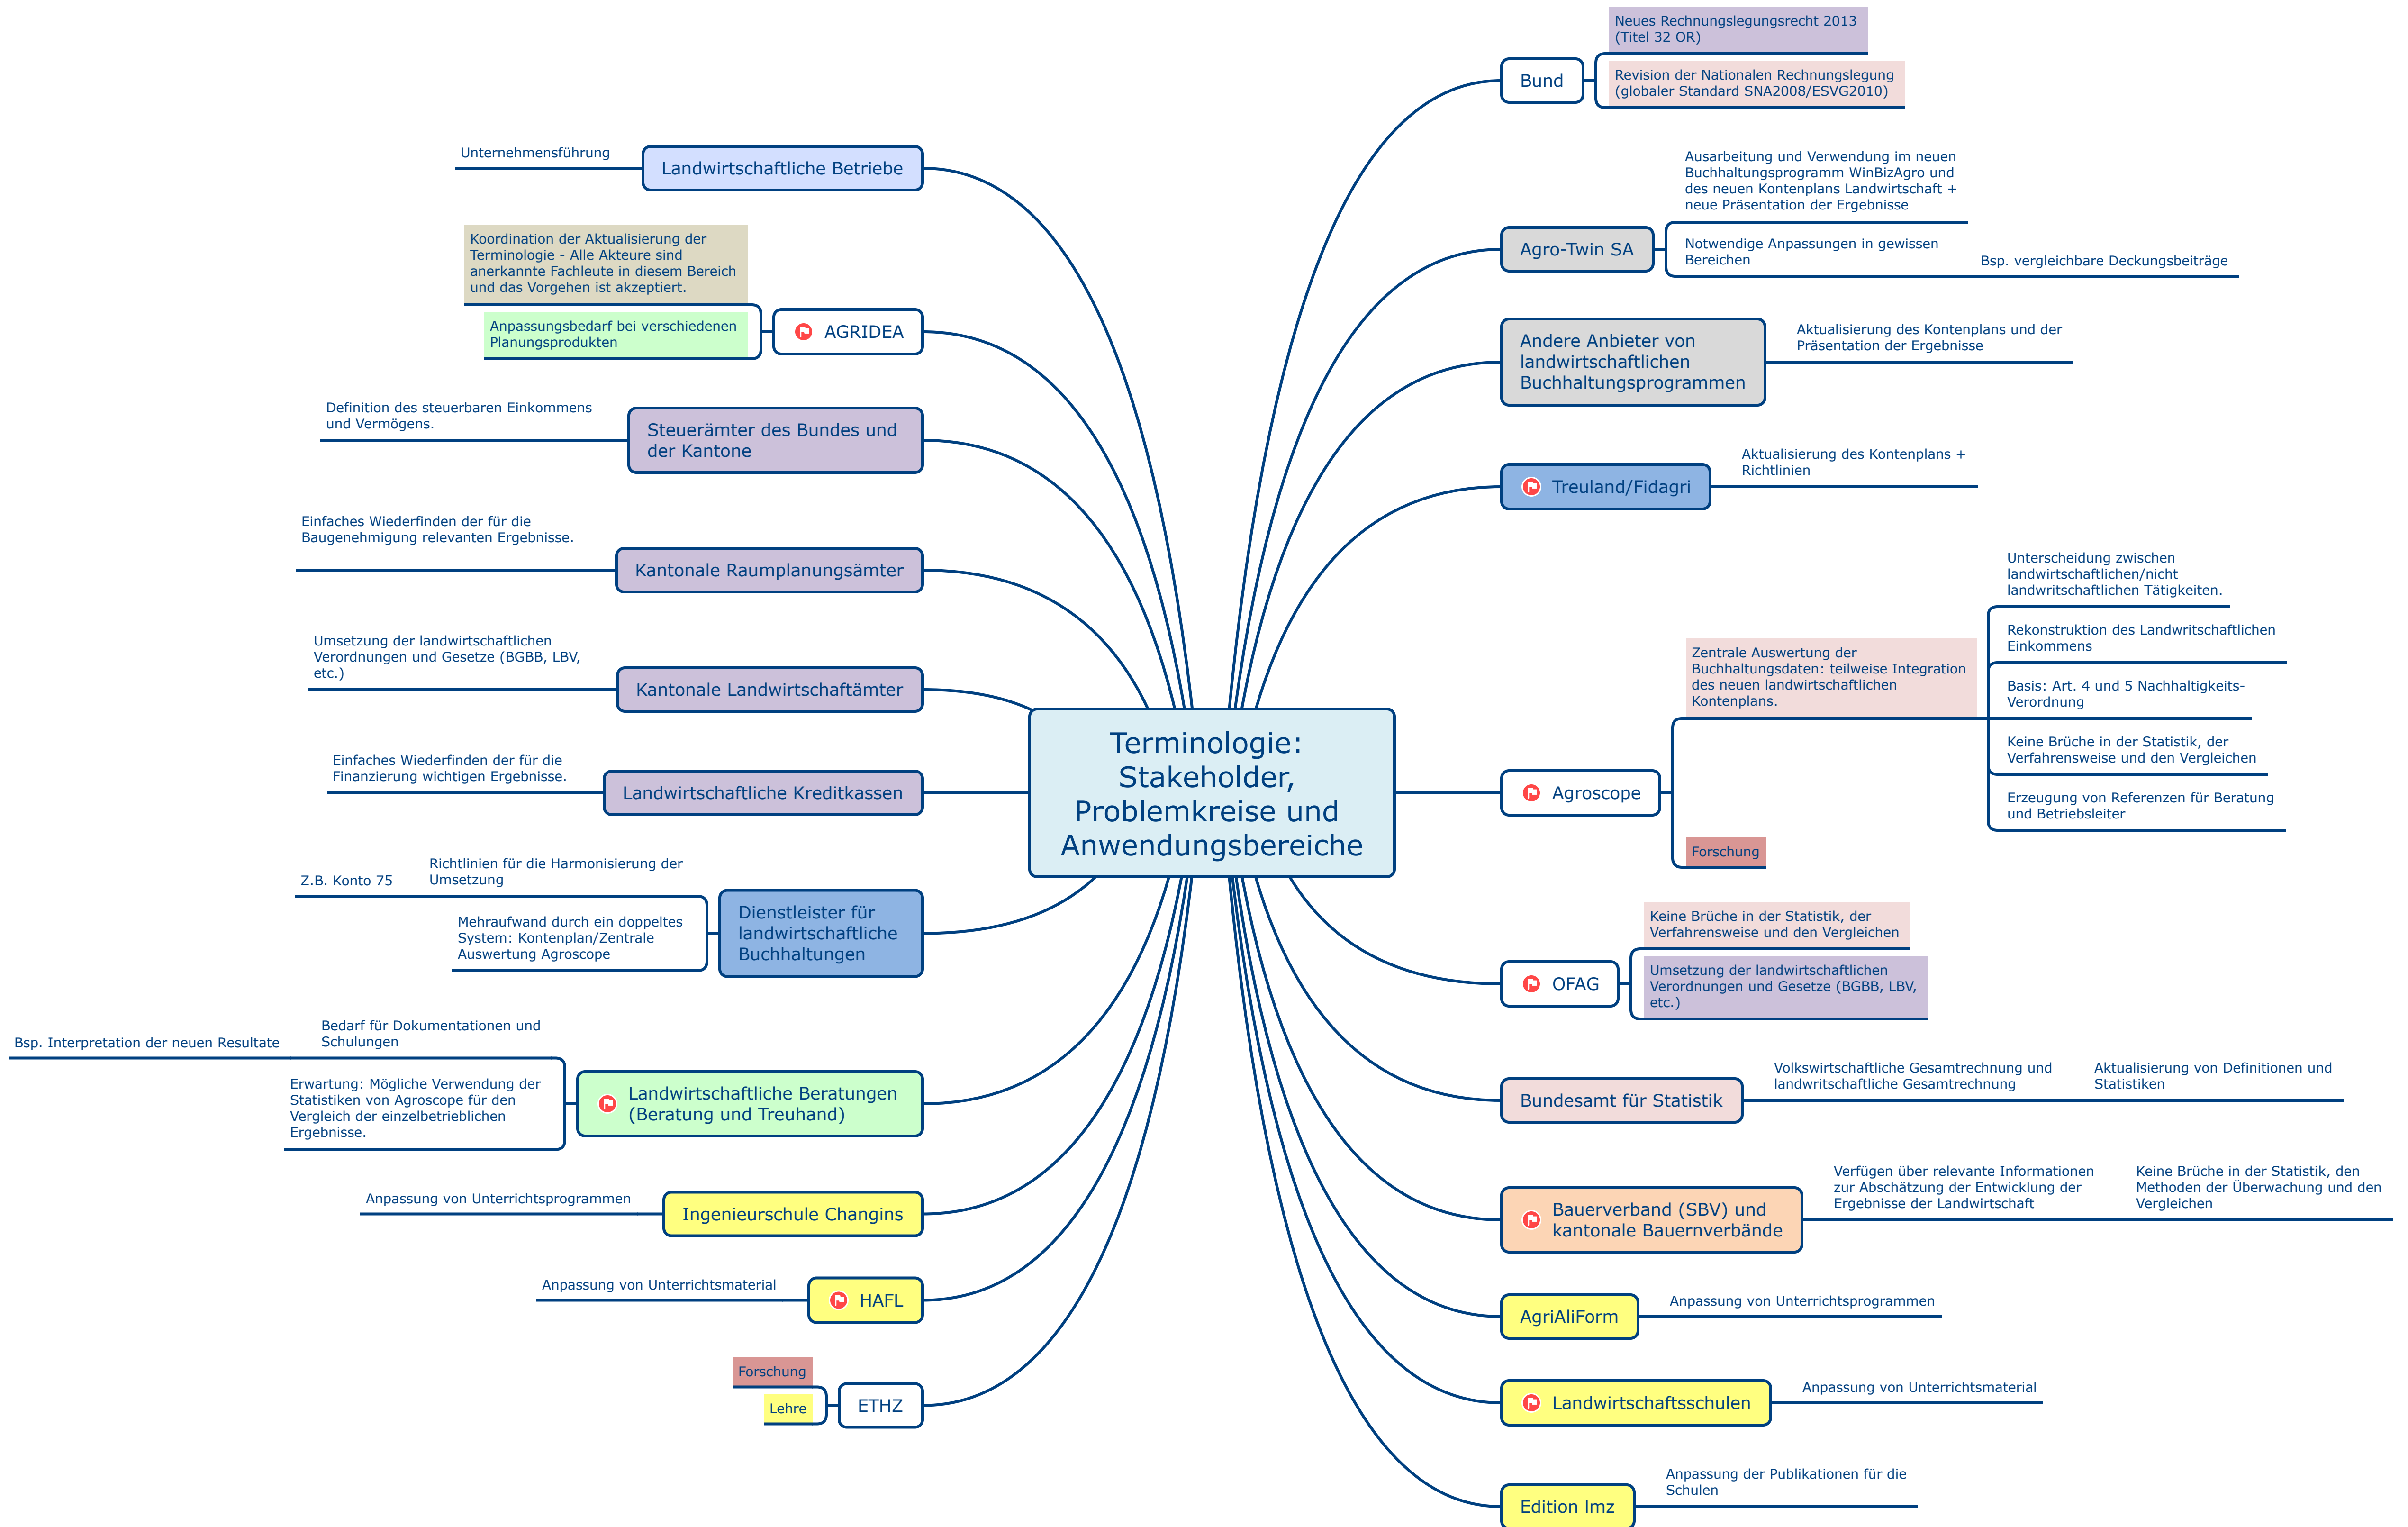 Terminologie:
Stakeholder,
Problemkreise und
Anwendungsbereiche
Bund
Neues Rechnungslegungsrecht 2013
(Titel 32 OR)
Revision der Nationalen Rechnungslegung
(globaler Standard SNA2008/ESVG2010)
Agro-Twin SA
Ausarbeitung und Verwendung im neuen
Buchhaltungsprogramm WinBizAgro und
des neuen Kontenplans Landwirtschaft +
neue Präsentation der Ergebnisse
Notwendige Anpassungen in gewissen
Bereichen
Bsp. vergleichbare Deckungsbeiträge
Andere Anbieter von
landwirtschaftlichen
Buchhaltungsprogrammen
Aktualisierung des Kontenplans und der
Präsentation der Ergebnisse
Treuland/Fidagri
Aktualisierung des Kontenplans +
Richtlinien
Agroscope
Zentrale Auswertung der
Buchhaltungsdaten: teilweise Integration
des neuen landwirtschaftlichen
Kontenplans.
Unterscheidung zwischen
landwirtschaftlichen/nicht
landwritschaftlichen Tätigkeiten.
Rekonstruktion des Landwritschaftlichen
Einkommens
Basis: Art. 4 und 5 Nachhaltigkeits-
Verordnung
Keine Brüche in der Statistik, der
Verfahrensweise und den Vergleichen
Erzeugung von Referenzen für Beratung
und Betriebsleiter
Forschung
OFAG
Keine Brüche in der Statistik, der
Verfahrensweise und den Vergleichen
Umsetzung der landwirtschaftlichen
Verordnungen und Gesetze (BGBB, LBV,
etc.)
Bundesamt für Statistik
Volkswirtschaftliche Gesamtrechnung und
landwritschaftliche Gesamtrechnung
Aktualisierung von Definitionen und
Statistiken
Bauerverband (SBV) und
kantonale Bauernverbände
Verfügen über relevante Informationen
zur Abschätzung der Entwicklung der
Ergebnisse der Landwirtschaft
Keine Brüche in der Statistik, den
Methoden der Überwachung und den
Vergleichen
AgriAliForm
Anpassung von Unterrichtsprogrammen
Landwirtschaftsschulen
Anpassung von Unterrichtsmaterial
Edition lmz
Anpassung der Publikationen für die
Schulen
Landwirtschaftliche Betriebe
Unternehmensführung
AGRIDEA
Koordination der Aktualisierung der
Terminologie - Alle Akteure sind
anerkannte Fachleute in diesem Bereich
und das Vorgehen ist akzeptiert.
Anpassungsbedarf bei verschiedenen
Planungsprodukten
Steuerämter des Bundes und
der Kantone
Definition des steuerbaren Einkommens
und Vermögens.
Kantonale Raumplanungsämter
Einfaches Wiederfinden der für die
Baugenehmigung relevanten Ergebnisse.
Kantonale Landwirtschaftämter
Umsetzung der landwirtschaftlichen
Verordnungen und Gesetze (BGBB, LBV,
etc.)
Landwirtschaftliche Kreditkassen
Einfaches Wiederfinden der für die
Finanzierung wichtigen Ergebnisse.
Dienstleister für
landwirtschaftliche
Buchhaltungen
Richtlinien für die Harmonisierung der
Umsetzung
Z.B. Konto 75
Mehraufwand durch ein doppeltes
System: Kontenplan/Zentrale
Auswertung Agroscope
Landwirtschaftliche Beratungen
(Beratung und Treuhand)
Bedarf für Dokumentationen und
Schulungen
Bsp. Interpretation der neuen Resultate
Erwartung: Mögliche Verwendung der
Statistiken von Agroscope für den
Vergleich der einzelbetrieblichen
Ergebnisse.
Ingenieurschule Changins
Anpassung von Unterrichtsprogrammen
HAFL
Anpassung von Unterrichtsmaterial
ETHZ
Forschung
Lehre